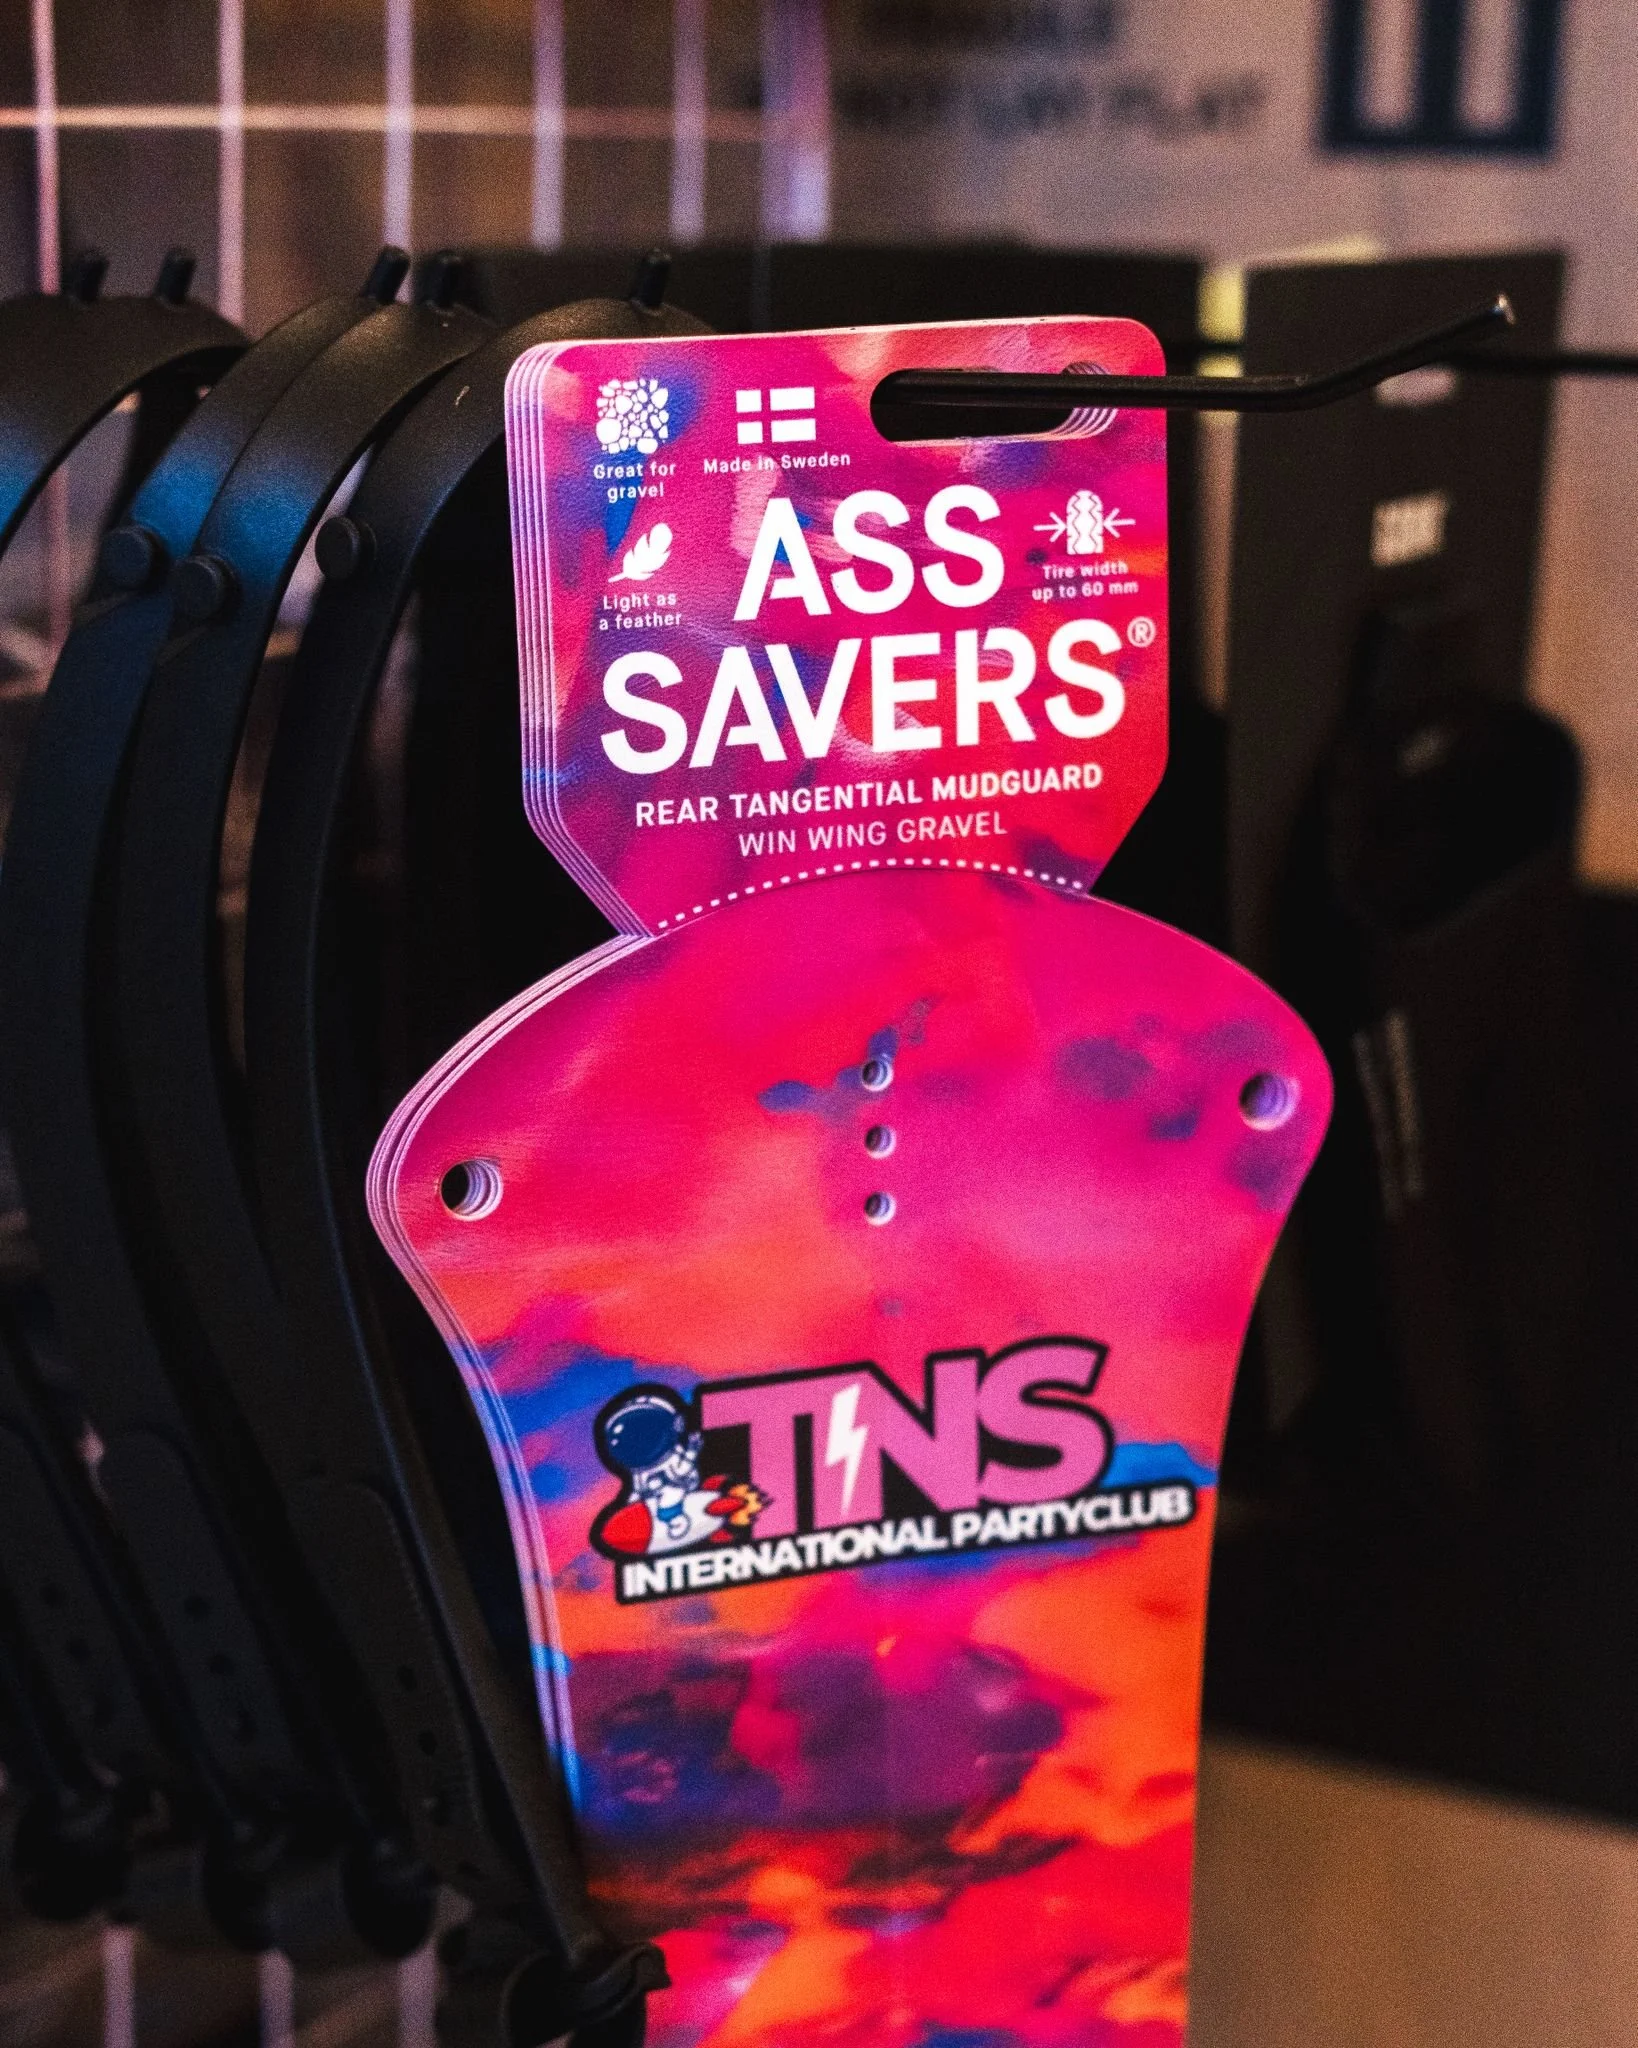 Great for
gravel
Made in Sweden
Light as
a feather
ASS
SAVERS®
Tire width
up to 60 mm
REAR TANGENTIAL MUDGUARD
WIN WING GRAVEL
TNS
INTERNATIONAL PARTYCLUB